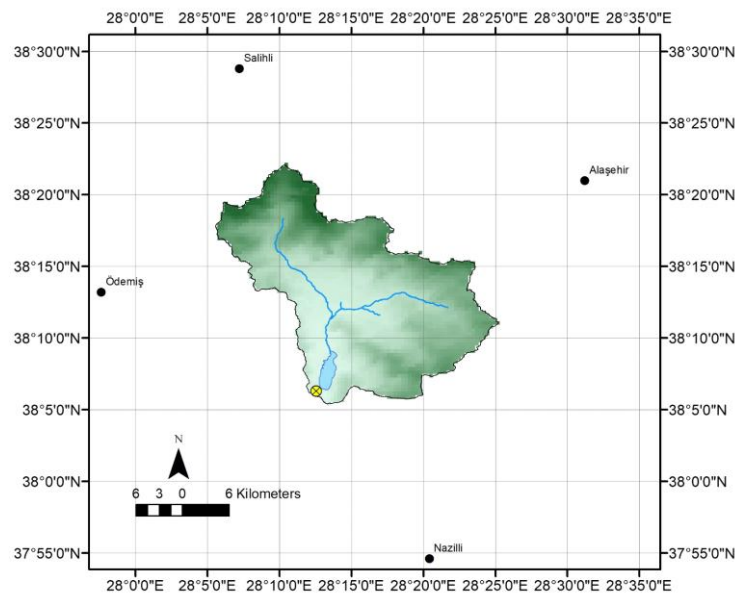 28°0'0"E 28°5'0"E 28°10'0"E 28°15'0"E 28°20'0"E 28°25'0"E 28°30'0"E 28°35'0"E
38°30'0"N 38°30'0"N
Salihli
38°25'0"N 38°25'0"N
Alaşehir
38°20'0"N 38°20'0"N
38°15'0"N 38°15'0"N
Ödemiş
38°10'0"N 38°10'0"N
38°5'0"N 38°5'0"N
N
38°0'0"N 38°0'0"N
6 3 0 6 Kilometers
Nazilli
37°55'0"N 37°55'0"N
28°0'0"E 28°5'0"E 28°10'0"E 28°15'0"E 28°20'0"E 28°25'0"E 28°30'0"E 28°35'0"E